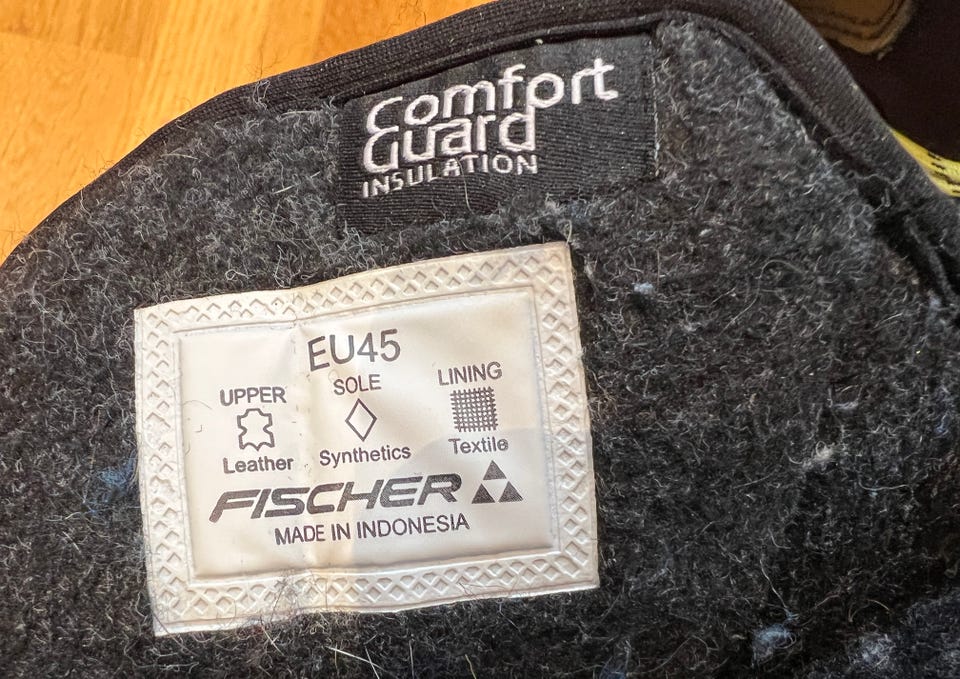 Comfort
Guard
INSULATION
EU45
UPPER SOLE LINING
Leather Synthetics Textile
FISCHER
MADE IN INDONESIA